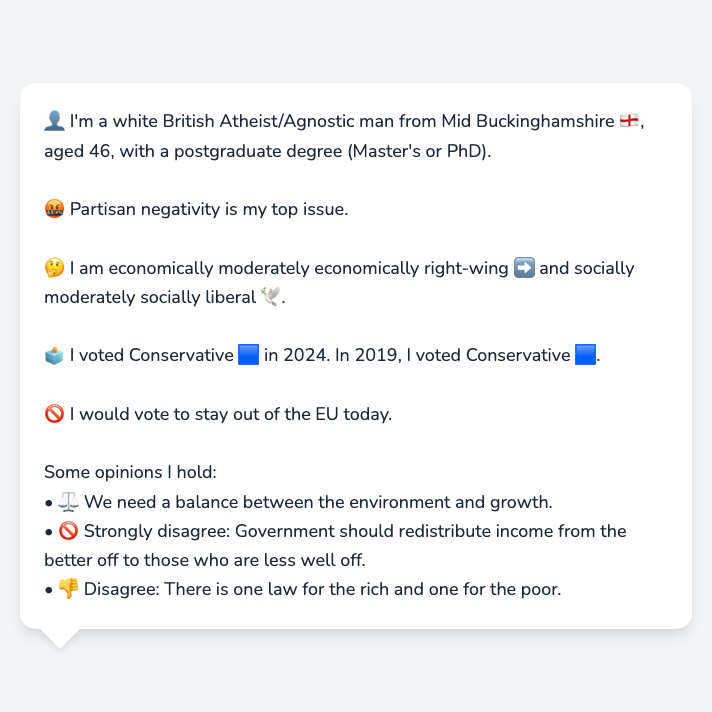 👤 I'm a white British Atheist/Agnostic man from Mid Buckinghamshire 🏴󠁧󠁢󠁥󠁮󠁧󠁿,
aged 46, with a postgraduate degree (Master's or PhD).
🤬 Partisan negativity is my top issue.
🤔 I am economically moderately economically right-wing ➡️ and socially
moderately socially liberal 🕊️.
🗳️ I voted Conservative 🟦 in 2024. In 2019, I voted Conservative 🟦.
🚫 I would vote to stay out of the EU today.
Some opinions I hold:
• ⚖️ We need a balance between the environment and growth.
• 🚫 Strongly disagree: Government should redistribute income from the
better off to those who are less well off.
• 👎 Disagree: There is one law for the rich and one for the poor.